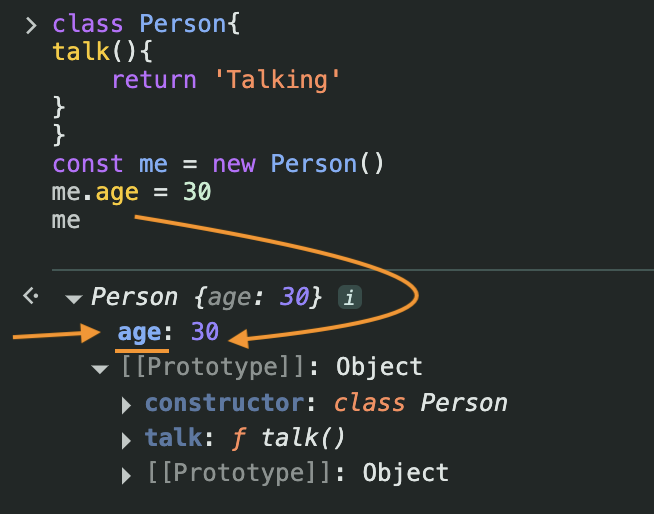 class Person{
talk(){
return 'Talking'
}
}
const me = new Person()
me.age = 30
me
Person {age: 30} i
age: 30
[[Prototype]]: Object
constructor: class Person
talk: ƒ talk()
[[Prototype]]: Object